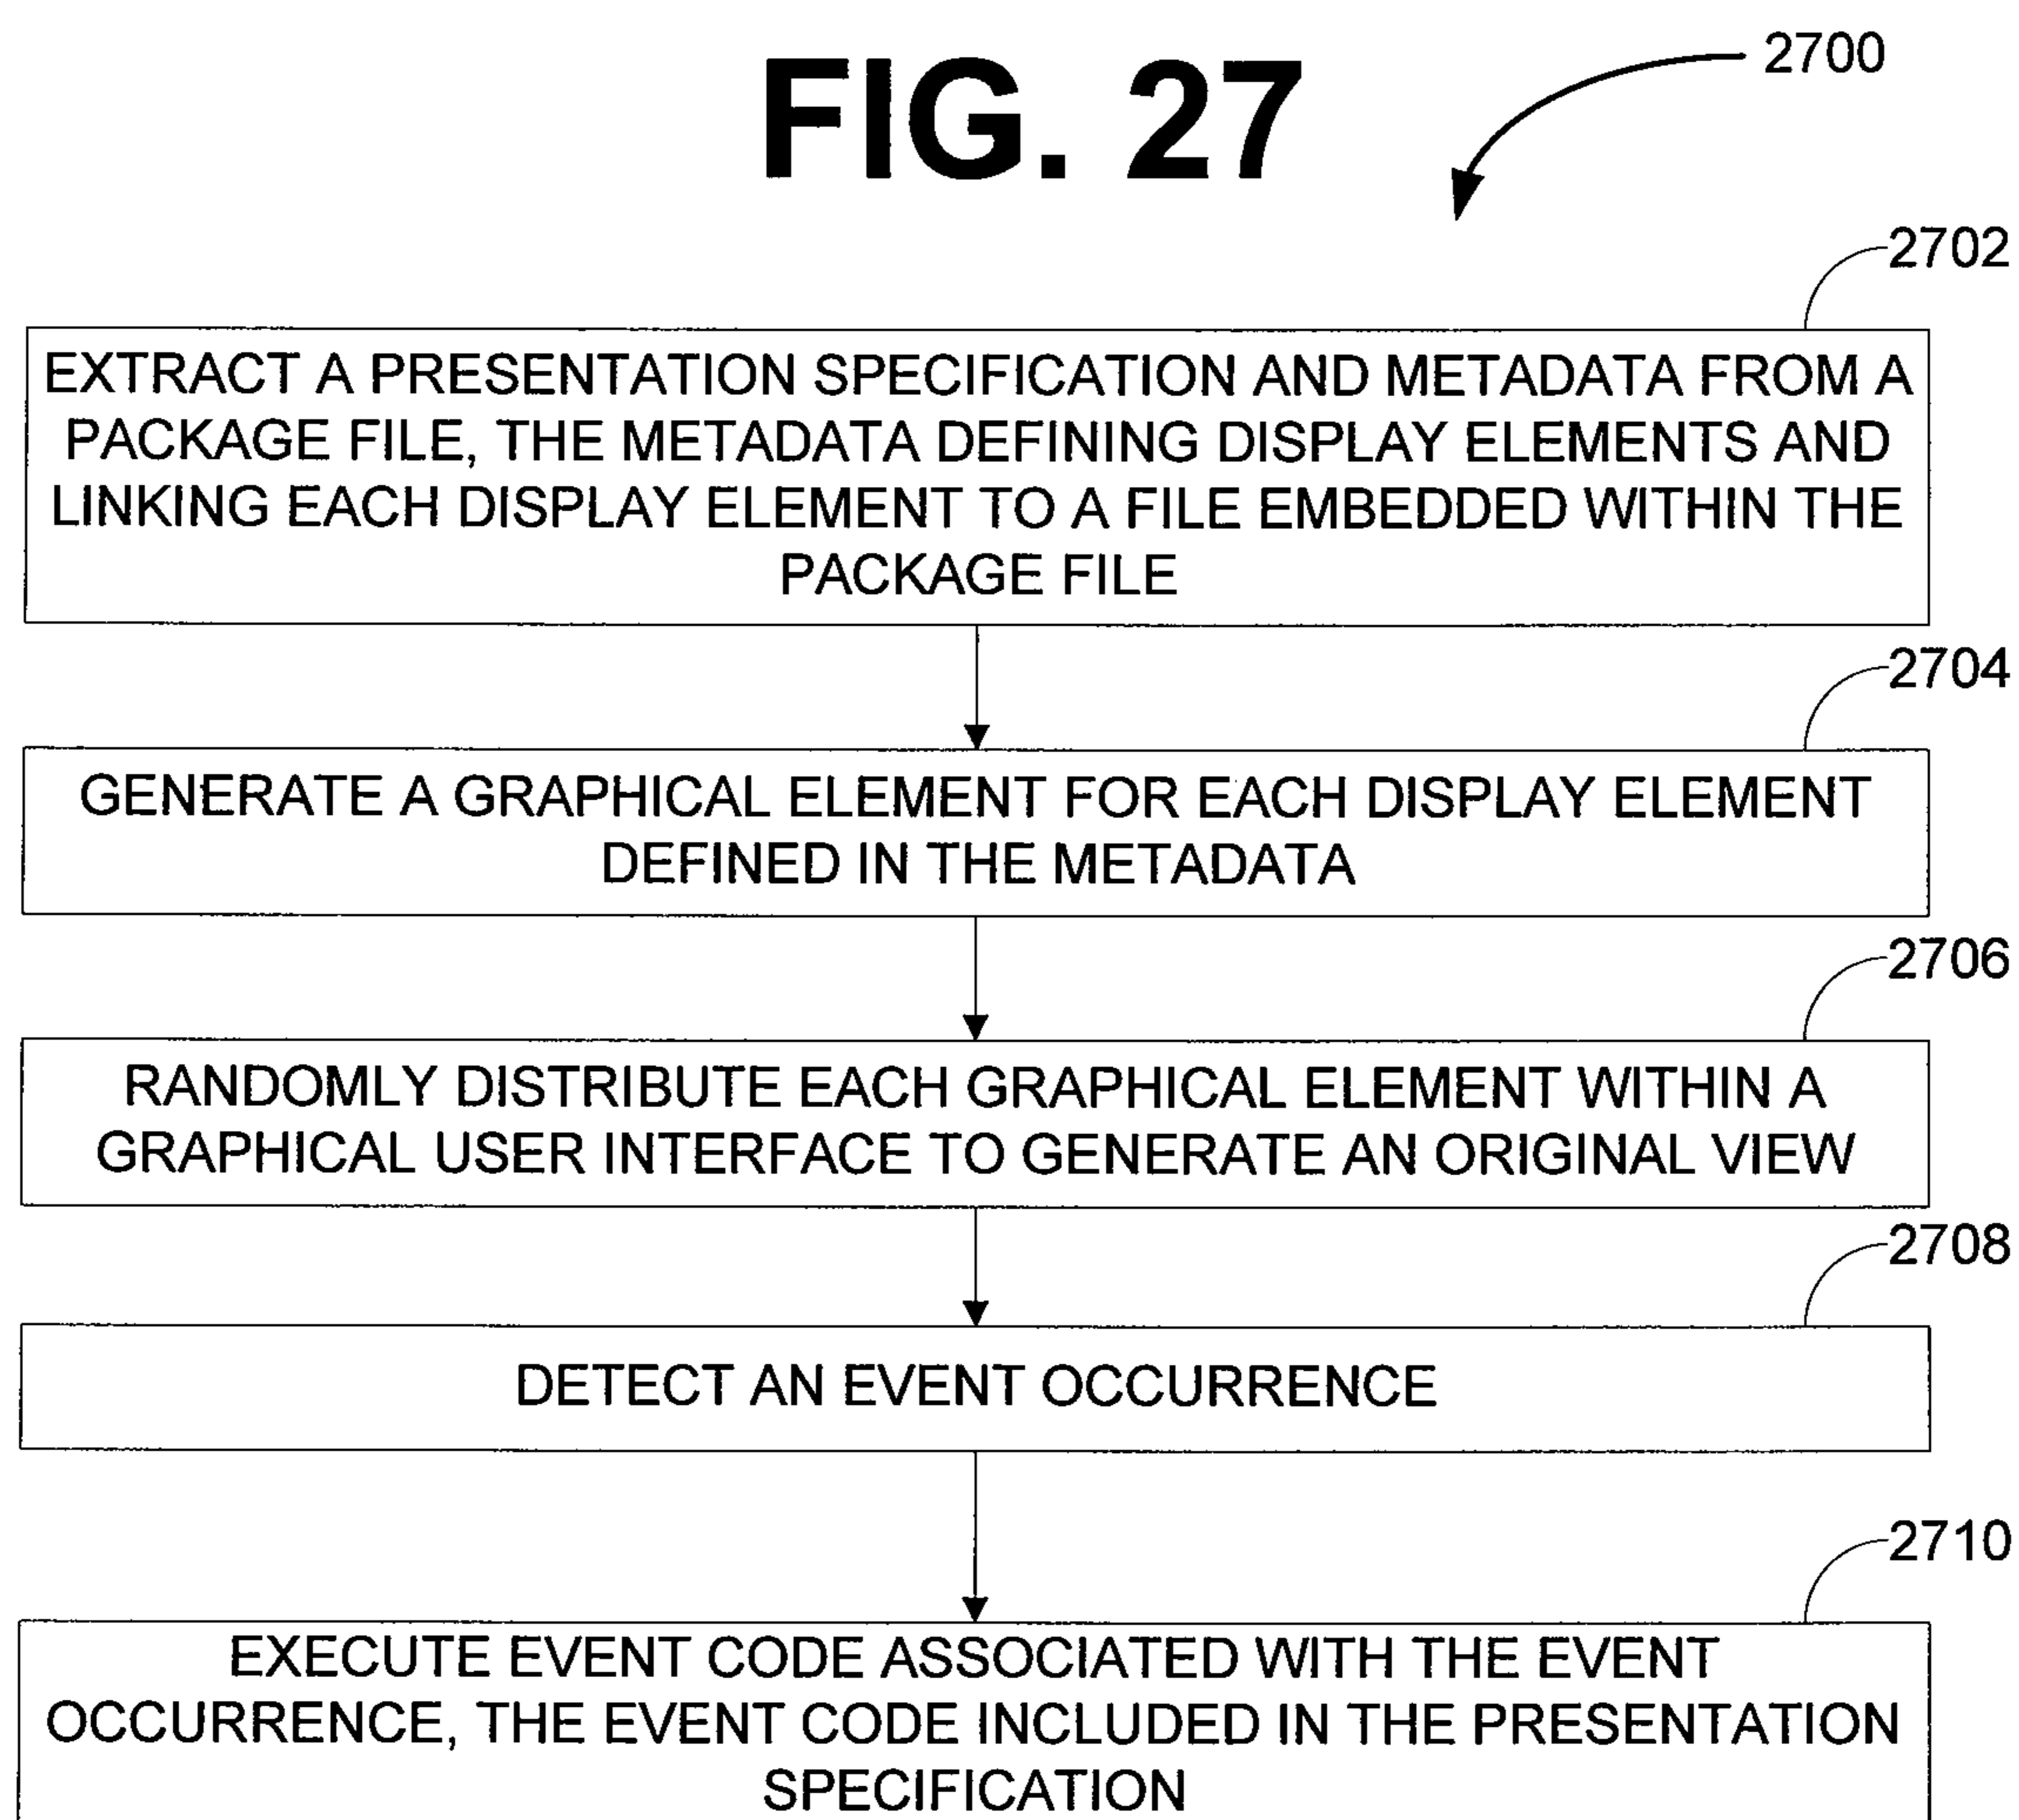 FIG. 27
2700
2702
EXTRACT A PRESENTATION SPECIFICATION AND METADATA FROM A
PACKAGE FILE, THE METADATA DEFINING DISPLAY ELEMENTS AND
LINKING EACH DISPLAY ELEMENT TO A FILE EMBEDDED WITHIN THE
PACKAGE FILE
2704
GENERATE A GRAPHICAL ELEMENT FOR EACH DISPLAY ELEMENT
DEFINED IN THE METADATA
2706
RANDOMLY DISTRIBUTE EACH GRAPHICAL ELEMENT WITHIN A
GRAPHICAL USER INTERFACE TO GENERATE AN ORIGINAL VIEW
2708
DETECT AN EVENT OCCURRENCE
2710
EXECUTE EVENT CODE ASSOCIATED WITH THE EVENT
OCCURRENCE, THE EVENT CODE INCLUDED IN THE PRESENTATION
SPECIFICATION